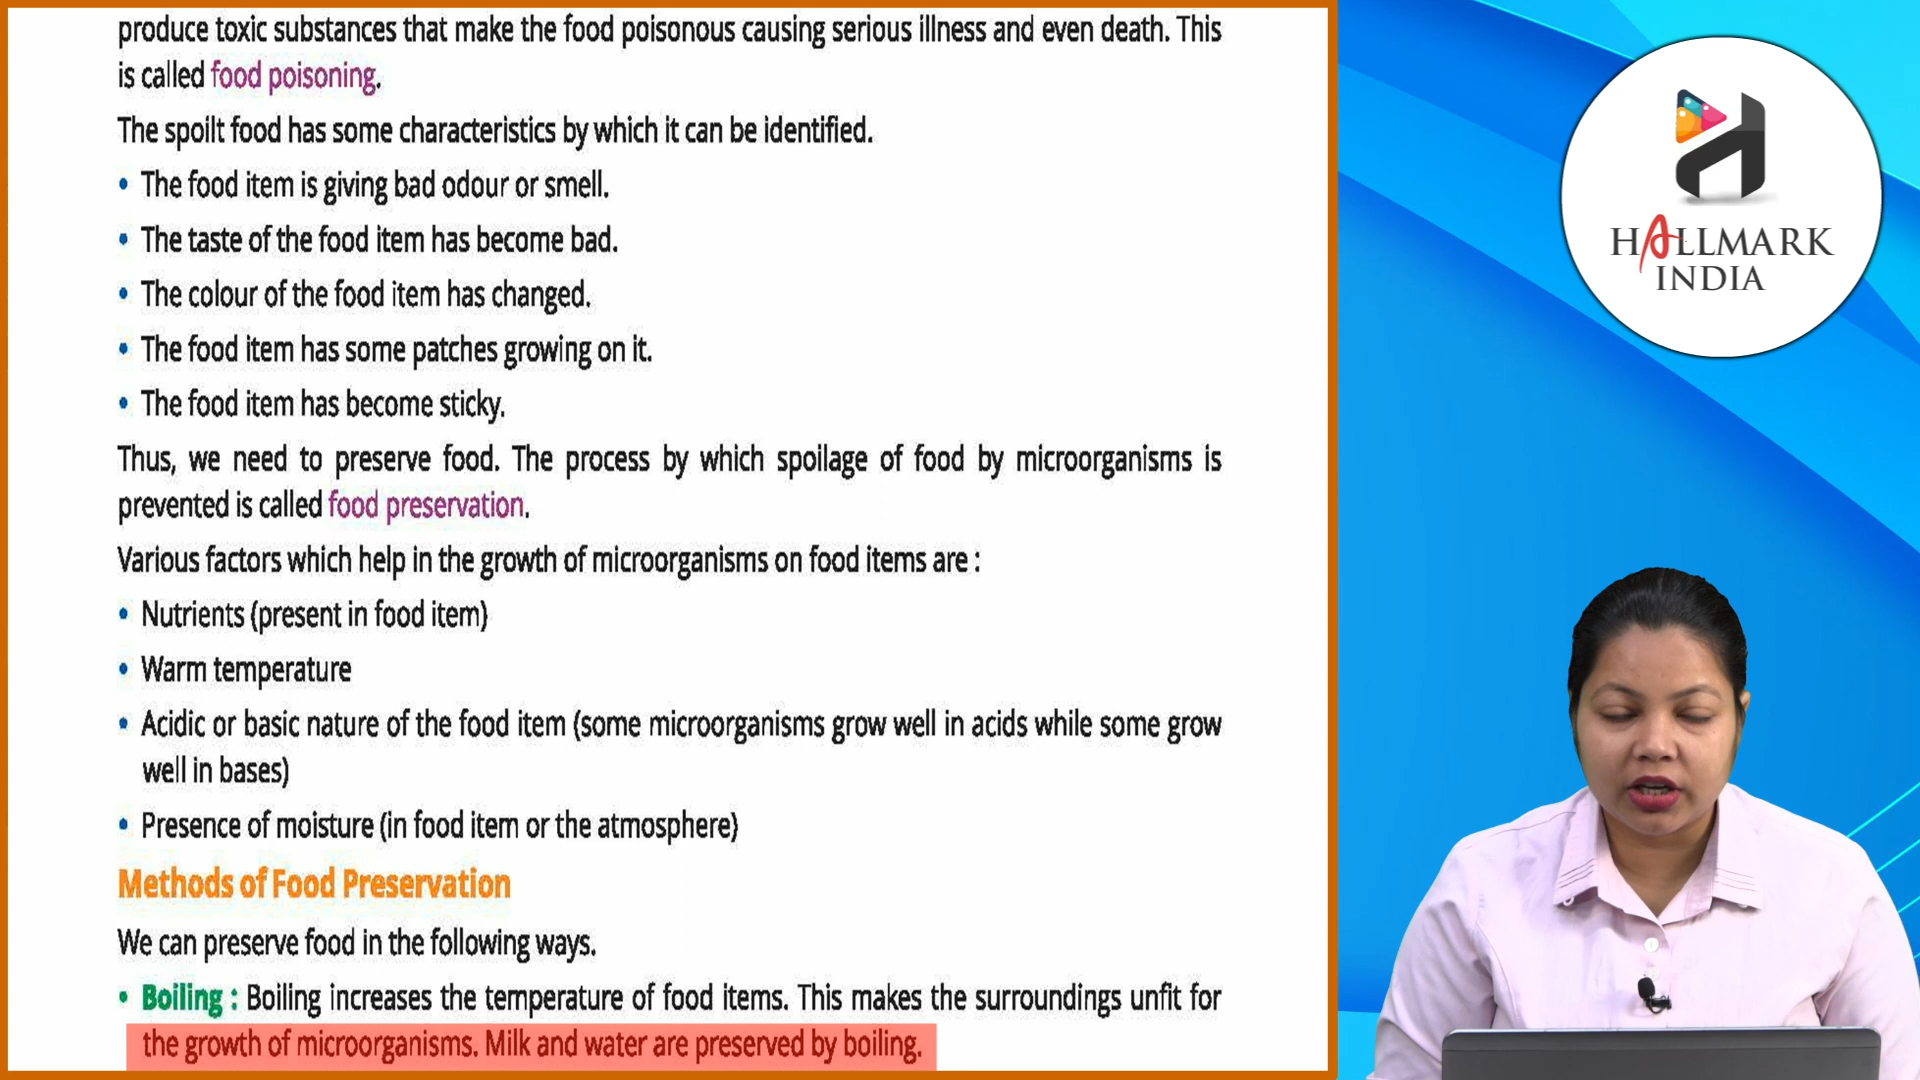 produce toxic substances that make the food poisonous causing serious illness and even death. This
is called food poisoning.
The spoilt food has some characteristics by which it can be identified.
• The food item is giving bad odour or smell.
• The taste of the food item has become bad.
• The colour of the food item has changed.
• The food item has some patches growing on it.
• The food item has become sticky.
Thus, we need to preserve food. The process by which spoilage of food by microorganisms is
prevented is called food preservation.
Various factors which help in the growth of microorganisms on food items are :
• Nutrients (present in food item)
• Warm temperature
• Acidic or basic nature of the food item (some microorganisms grow well in acids while some grow
well in bases)
• Presence of moisture (in food item or the atmosphere)
Methods of Food Preservation
We can preserve food in the following ways.
• Boiling : Boiling increases the temperature of food items. This makes the surroundings unfit for
the growth of microorganisms. Milk and water are preserved by boiling.
HALLMARK
INDIA